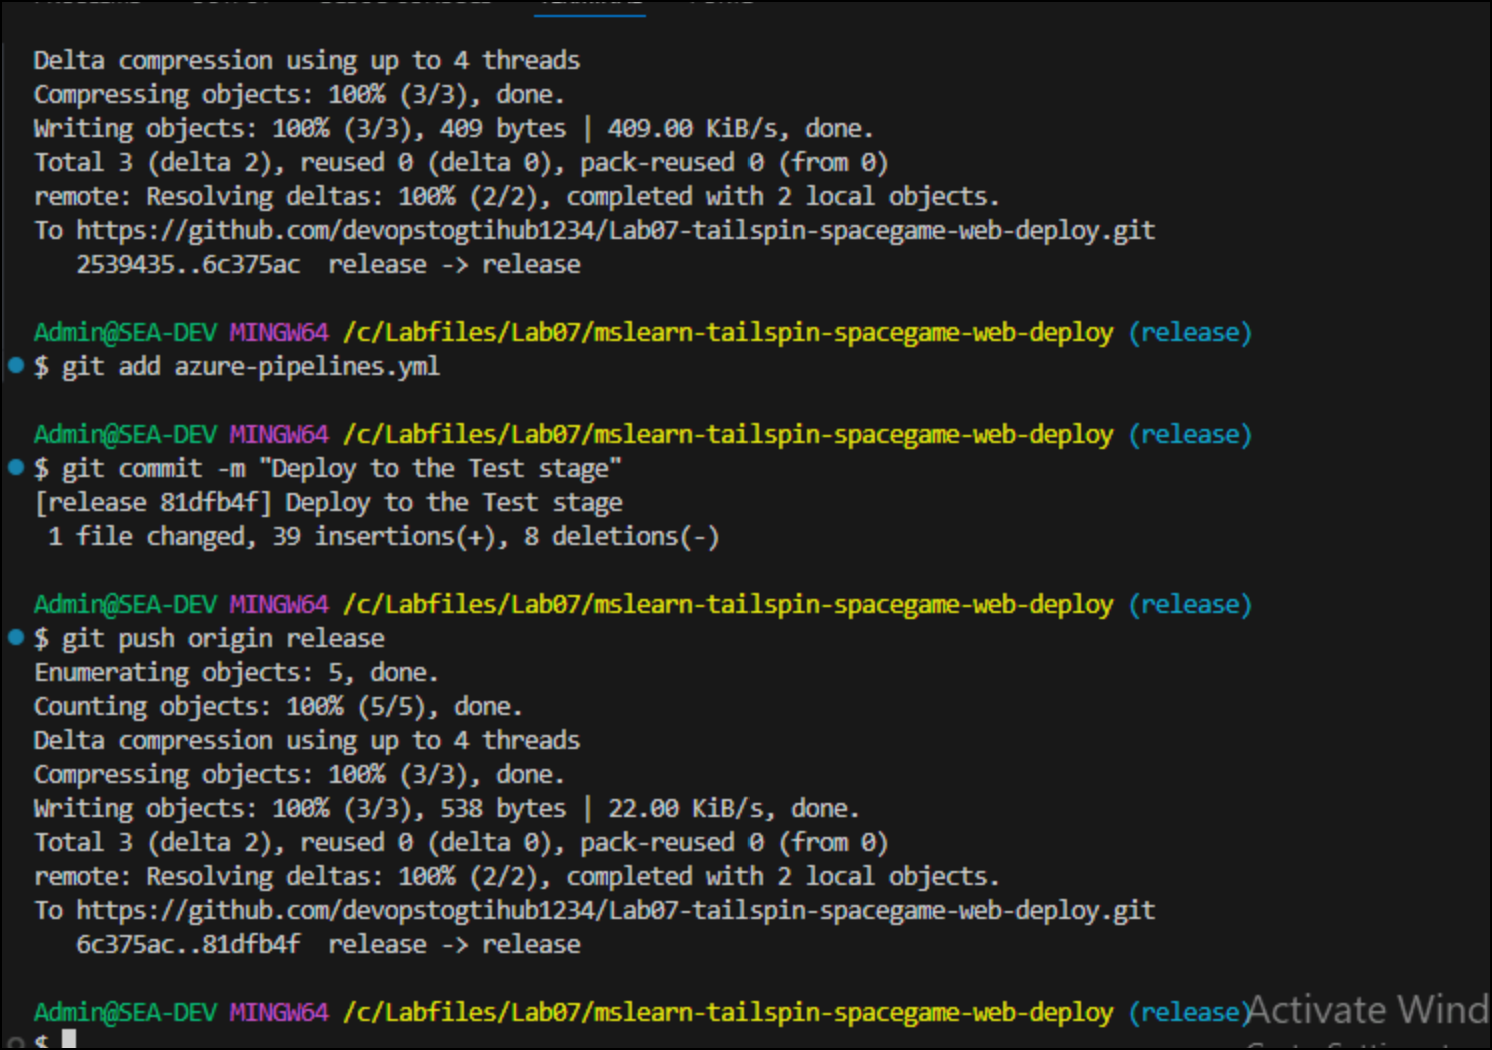 Delta compression using up to 4 threads
Compressing objects: 100% (3/3), done.
Writing objects: 100% (3/3), 409 bytes | 409.00 KiB/s, done.
Total 3 (delta 2), reused 0 (delta 0), pack-reused 0 (from 0)
remote: Resolving deltas: 100% (2/2), completed with 2 local objects.
To https://github.com/devopstogtihub1234/Lab07-tailspin-spacegame-web-deploy.git
   2539435..6c375ac  release -> release
Admin@SEA-DEV MINGW64 /c/Labfiles/Lab07/mslearn-tailspin-spacegame-web-deploy (release)
$ git add azure-pipelines.yml
Admin@SEA-DEV MINGW64 /c/Labfiles/Lab07/mslearn-tailspin-spacegame-web-deploy (release)
$ git commit -m "Deploy to the Test stage"
[release 81dfb4f] Deploy to the Test stage
 1 file changed, 39 insertions(+), 8 deletions(-)
Admin@SEA-DEV MINGW64 /c/Labfiles/Lab07/mslearn-tailspin-spacegame-web-deploy (release)
$ git push origin release
Enumerating objects: 5, done.
Counting objects: 100% (5/5), done.
Delta compression using up to 4 threads
Compressing objects: 100% (3/3), done.
Writing objects: 100% (3/3), 538 bytes | 22.00 KiB/s, done.
Total 3 (delta 2), reused 0 (delta 0), pack-reused 0 (from 0)
remote: Resolving deltas: 100% (2/2), completed with 2 local objects.
To https://github.com/devopstogtihub1234/Lab07-tailspin-spacegame-web-deploy.git
   6c375ac..81dfb4f  release -> release
Admin@SEA-DEV MINGW64 /c/Labfiles/Lab07/mslearn-tailspin-spacegame-web-deploy (release)
Activate Wind
$